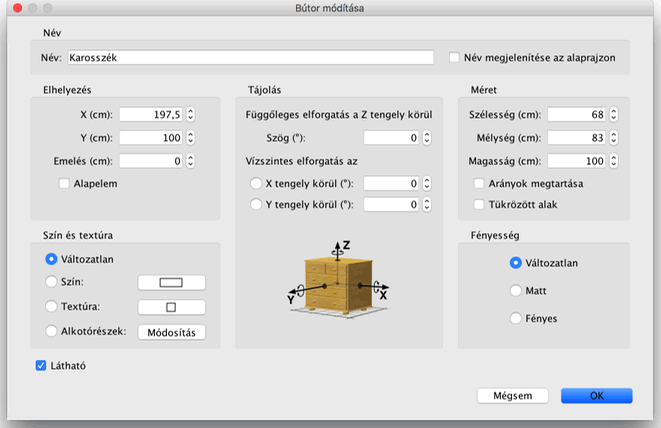 Bútor módítása
Név
Név: Karosszék
Név megjelenítése az alaprajzon
Elhelyezés
X (cm): 197,5
Y (cm): 100
Emelés (cm): 0
Alapelem
Tájolás
Függőleges elforgatás a Z tengely körül
Szög (°): 0
Vízszintes elforgatás az
X tengely körül (°): 0
Y tengely körül (°): 0
Z
Y
X
Méret
Szélesség (cm): 68
Mélység (cm): 83
Magasság (cm): 100
Arányok megtartása
Tükrözött alak
Szín és textúra
Változatlan
Szín:
Textúra:
Alkotórészek: Módosítás
Fényesség
Változatlan
Matt
Fényes
Látható
Mégsem
OK